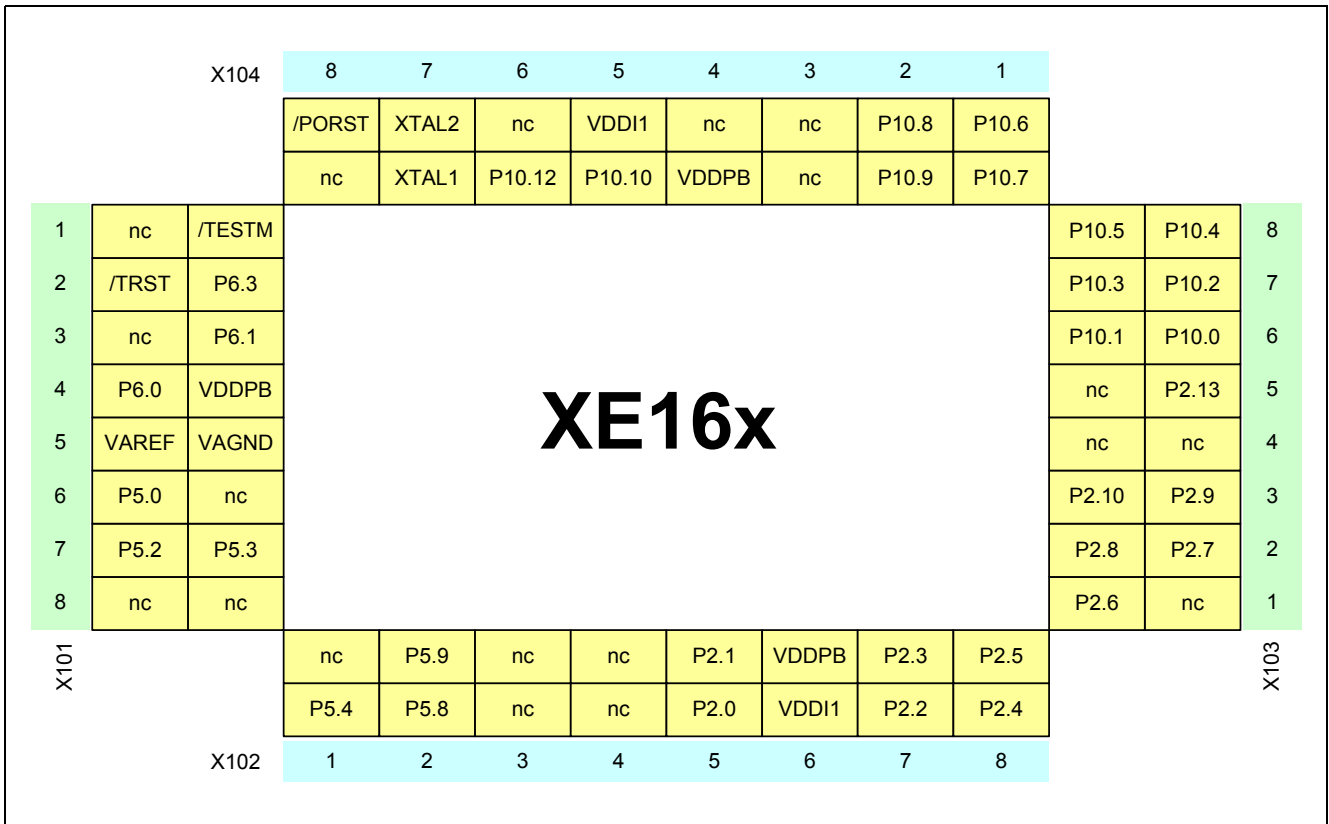 X104 8 7 6 5 4 3 2 1
/PORST XTAL2 nc VDDI1 nc nc P10.8 P10.6
nc XTAL1 P10.12 P10.10 VDDPB nc P10.9 P10.7
1 nc /TESTM P10.5 P10.4 8
2 /TRST P6.3 P10.3 P10.2 7
3 nc P6.1 P10.1 P10.0 6
4 P6.0 VDDPB nc P2.13 5
XE16x
5 VAREF VAGND nc nc 4
6 P5.0 nc P2.10 P2.9 3
7 P5.2 P5.3 P2.8 P2.7 2
8 nc nc P2.6 nc 1
X101 nc P5.9 nc nc P2.1 VDDPB P2.3 P2.5 X103
P5.4 P5.8 nc nc P2.0 VDDI1 P2.2 P2.4
X102 1 2 3 4 5 6 7 8